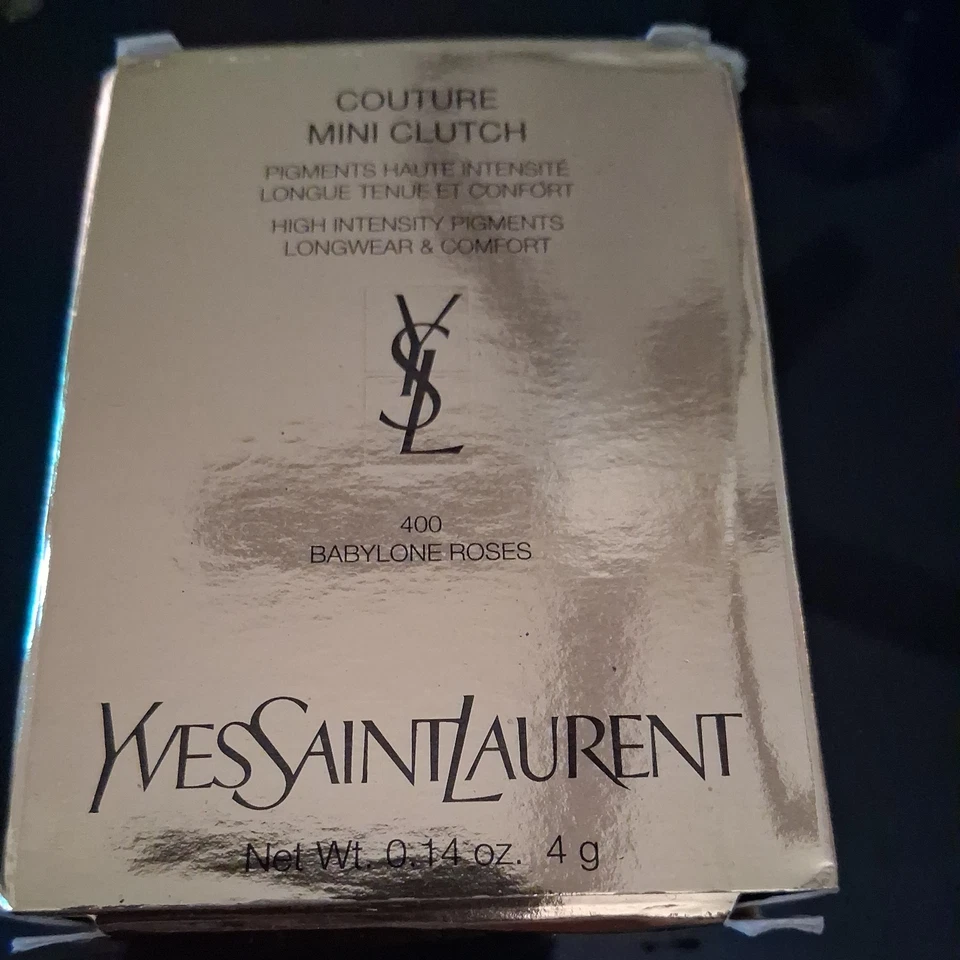 COUTURE
MINI CLUTCH
PIGMENTS HAUTE INTENSITÉ
LONGUE TENUE ET CONFORT
HIGH INTENSITY PIGMENTS
LONGWEAR & COMFORT
YSL
400
BABYLONE ROSES
YVESSAINTLAURENT
Net Wt. 0.14 oz. 4 g